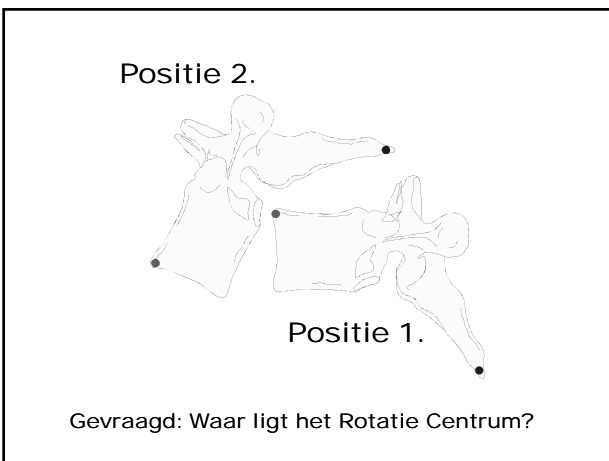 Positie 2.
Positie 1.
Gevraagd: Waar ligt het Rotatie Centrum?